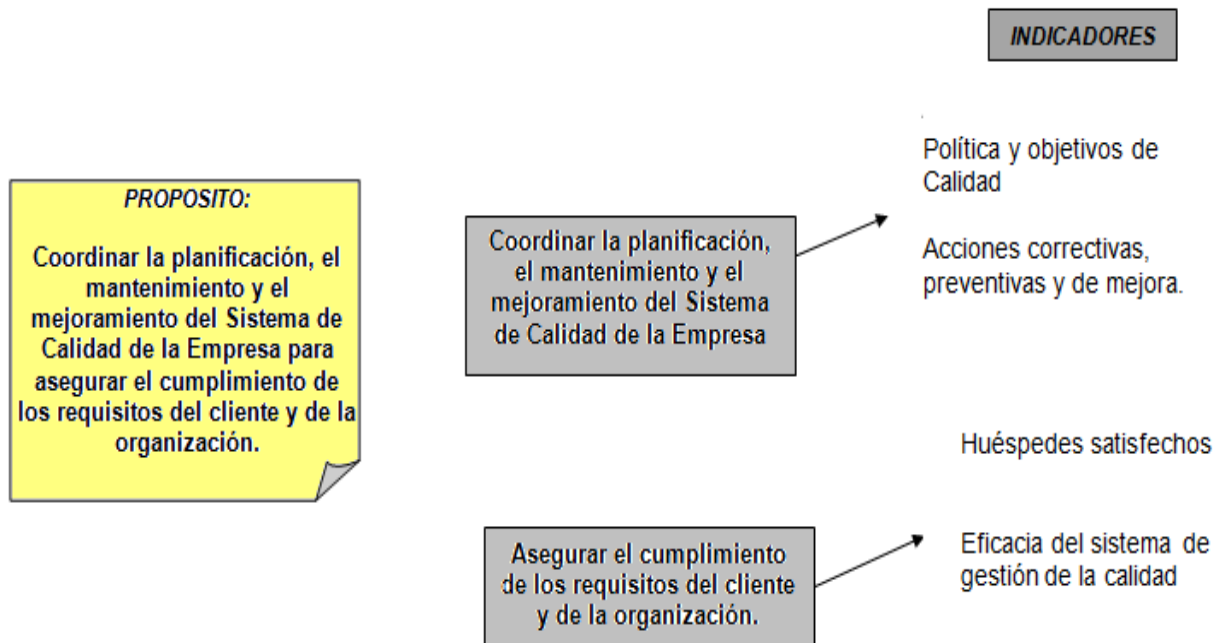 INDICADORES
Política y objetivos de
Calidad
Acciones correctivas,
preventivas y de mejora.
PROPOSITO:
Coordinar la planificación, el
mantenimiento y el
mejoramiento del Sistema de
Calidad de la Empresa para
asegurar el cumplimiento de
los requisitos del cliente y de la
organización.
Coordinar la planificación,
el mantenimiento y el
mejoramiento del Sistema
de Calidad de la Empresa
Huéspedes satisfechos
Eficacia del sistema de
gestión de la calidad
Asegurar el cumplimiento
de los requisitos del cliente
y de la organización.